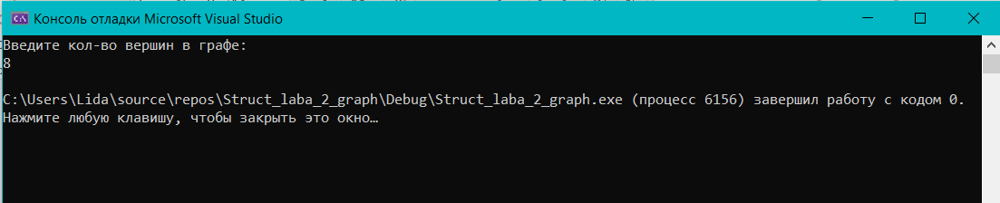 Консоль отладки Microsoft Visual Studio
Введите кол-во вершин в графе:
8
C:\Users\Lida\source\repos\Struct_laba_2_graph\Debug\Struct_laba_2_graph.exe (процесс 6156) завершил работу с кодом 0.
Нажмите любую клавишу, чтобы закрыть это окно…